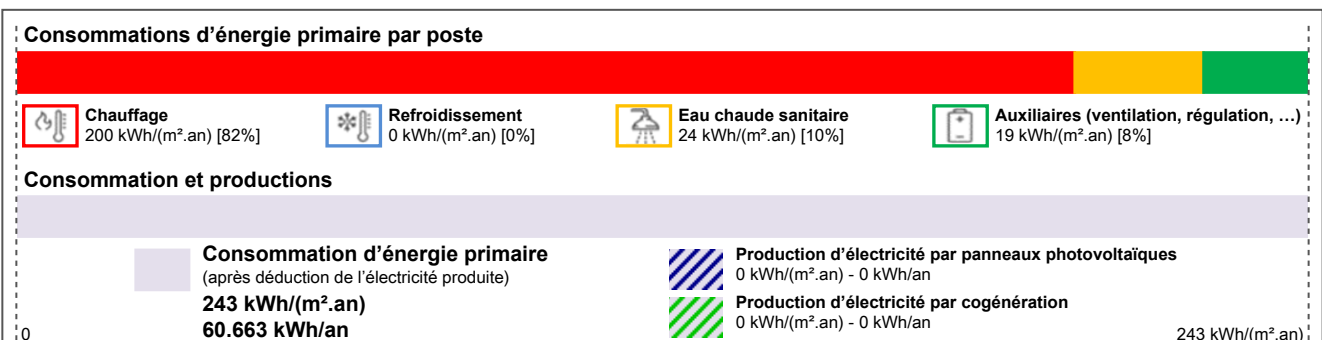 Consommations d’énergie primaire par poste
Chauffage
200 kWh/(m².an) [82%]
Refroidissement
0 kWh/(m².an) [0%]
Eau chaude sanitaire
24 kWh/(m².an) [10%]
Auxiliaires (ventilation, régulation, …)
19 kWh/(m².an) [8%]
Consommation et productions
Consommation d’énergie primaire
(après déduction de l’électricité produite)
243 kWh/(m².an)
60.663 kWh/an
Production d’électricité par panneaux photovoltaïques
0 kWh/(m².an) - 0 kWh/an
Production d’électricité par cogénération
0 kWh/(m².an) - 0 kWh/an
0
243 kWh/(m².an)